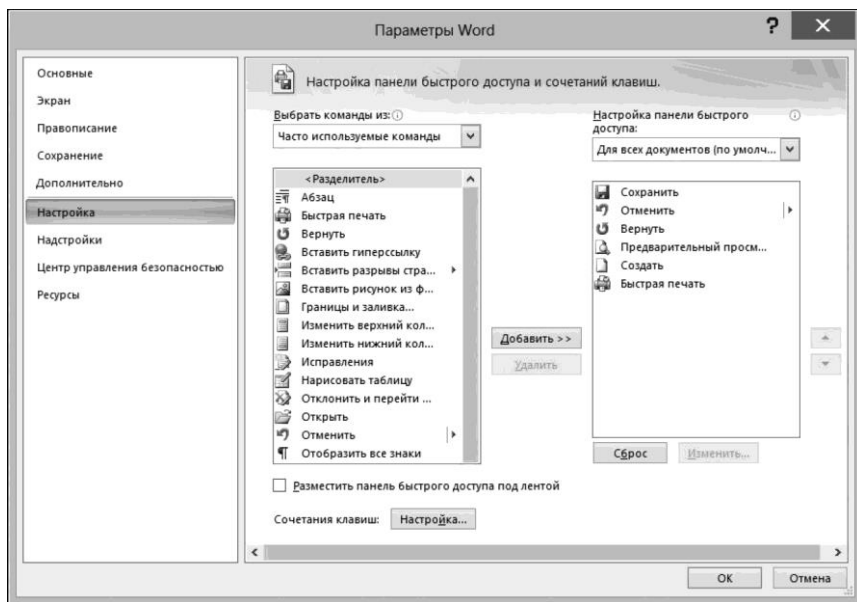 Параметры Word
?
Основные
Экран
Правописание
Сохранение
Дополнительно
Настройка
Надстройки
Центр управления безопасностью
Ресурсы
Настройка панели быстрого доступа и сочетаний клавиш.
Выбрать команды из:
Часто используемые команды
<Разделитель>
Абзац
Быстрая печать
Вернуть
Вставить гиперссылку
Вставить разрывы стра...
Вставить рисунок из ф...
Границы и заливка...
Изменить верхний кол...
Изменить нижний кол...
Исправления
Нарисовать таблицу
Отклонить и перейти ...
Открыть
Отменить
Отобразить все знаки
Добавить >>
Удалить
Настройка панели быстрого
доступа:
Для всех документов (по умолч...
Сохранить
Отменить
Вернуть
Предварительный просм...
Создать
Быстрая печать
Сброс
Изменить...
Разместить панель быстрого доступа под лентой
Сочетания клавиш:
Настройка...
ОК
Отмена